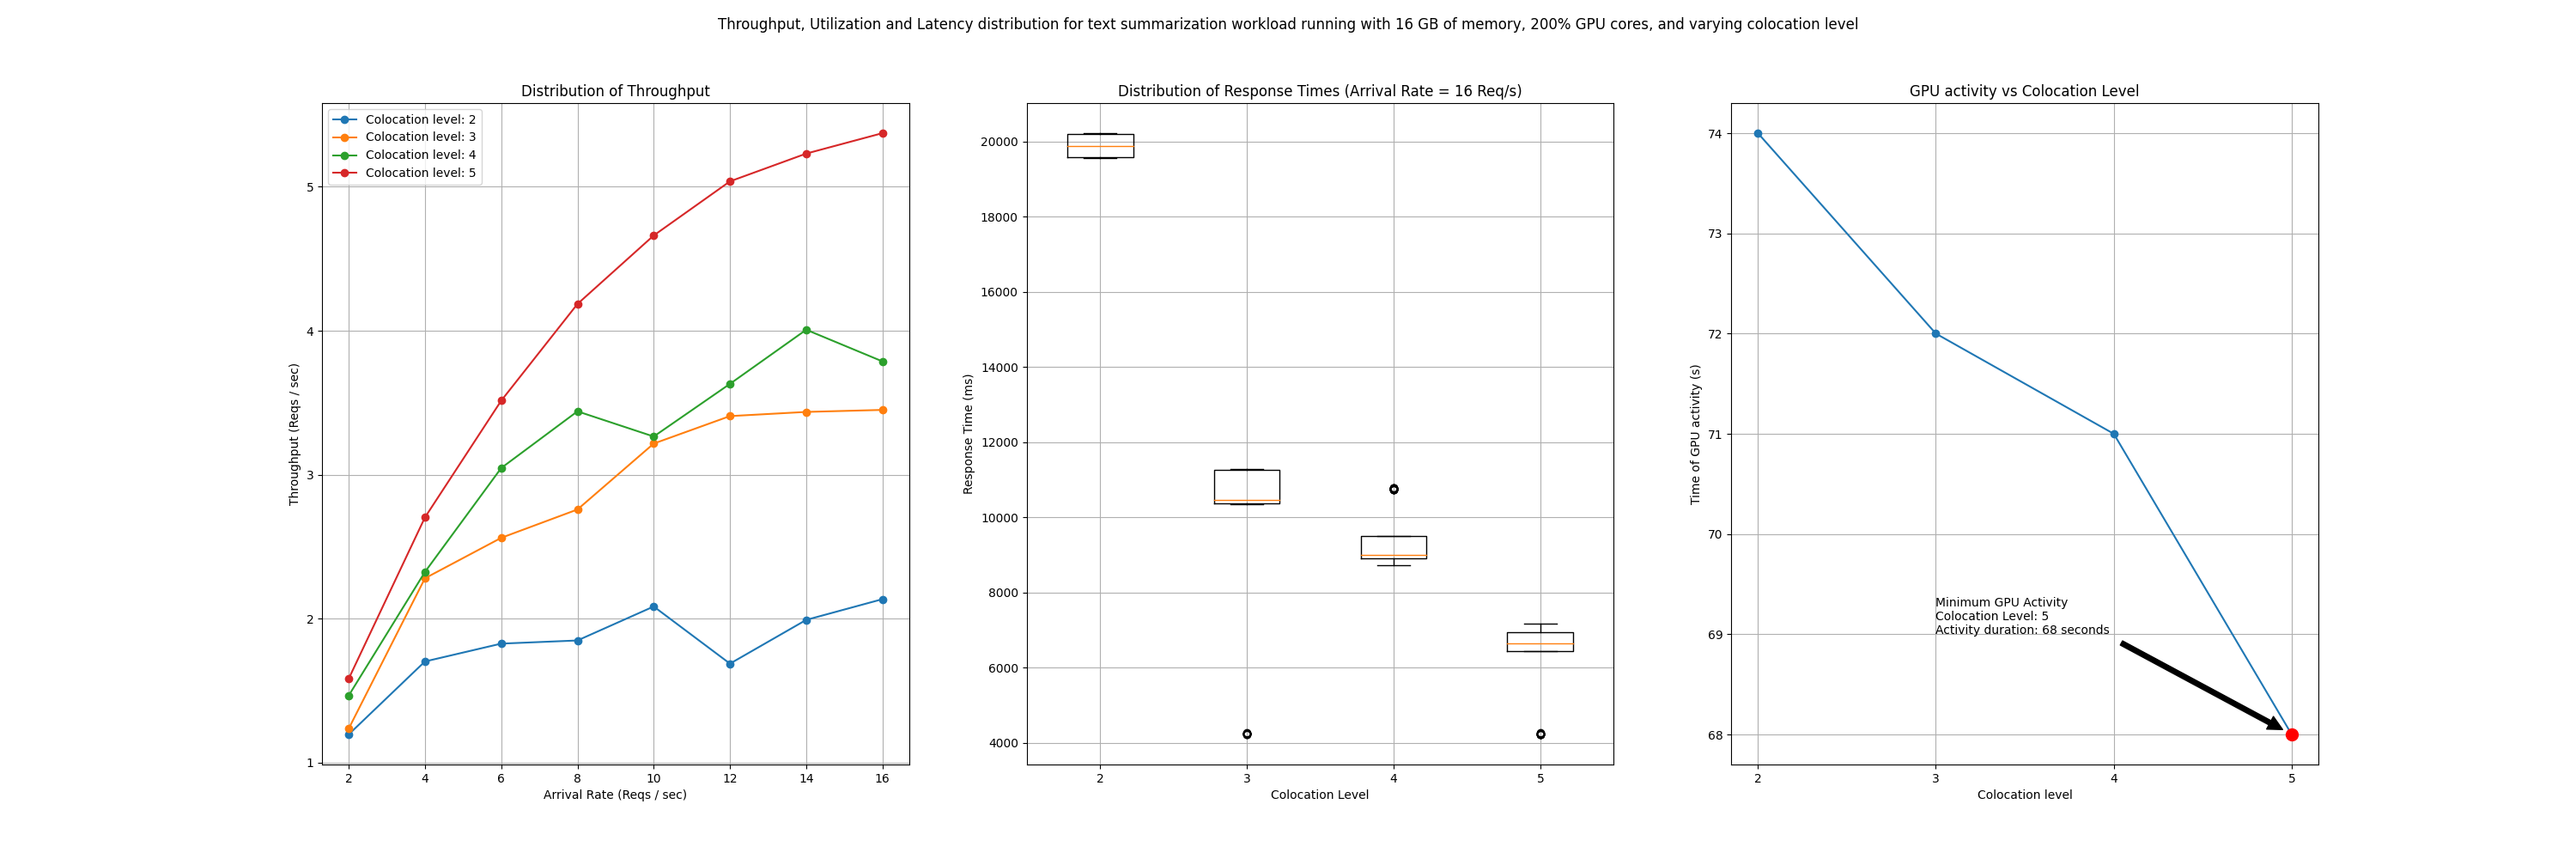 Throughput, Utilization and Latency distribution for text summarization workload running with 16 GB of memory, 200% GPU cores, and varying colocation level
Distribution of Throughput
Colocation level: 2
Colocation level: 3
Colocation level: 4
Colocation level: 5
5
4
3
2
1
Throughput (Reqs / sec)
2 4 6 8 10 12 14 16
Arrival Rate (Reqs / sec)
Distribution of Response Times (Arrival Rate = 16 Req/s)
20000
18000
16000
14000
12000
10000
8000
6000
4000
Response Time (ms)
2 3 4 5
Colocation Level
GPU activity vs Colocation Level
74
73
72
71
70
69
68
Time of GPU activity (s)
Minimum GPU Activity
Colocation Level: 5
Activity duration: 68 seconds
2 3 4 5
Colocation level